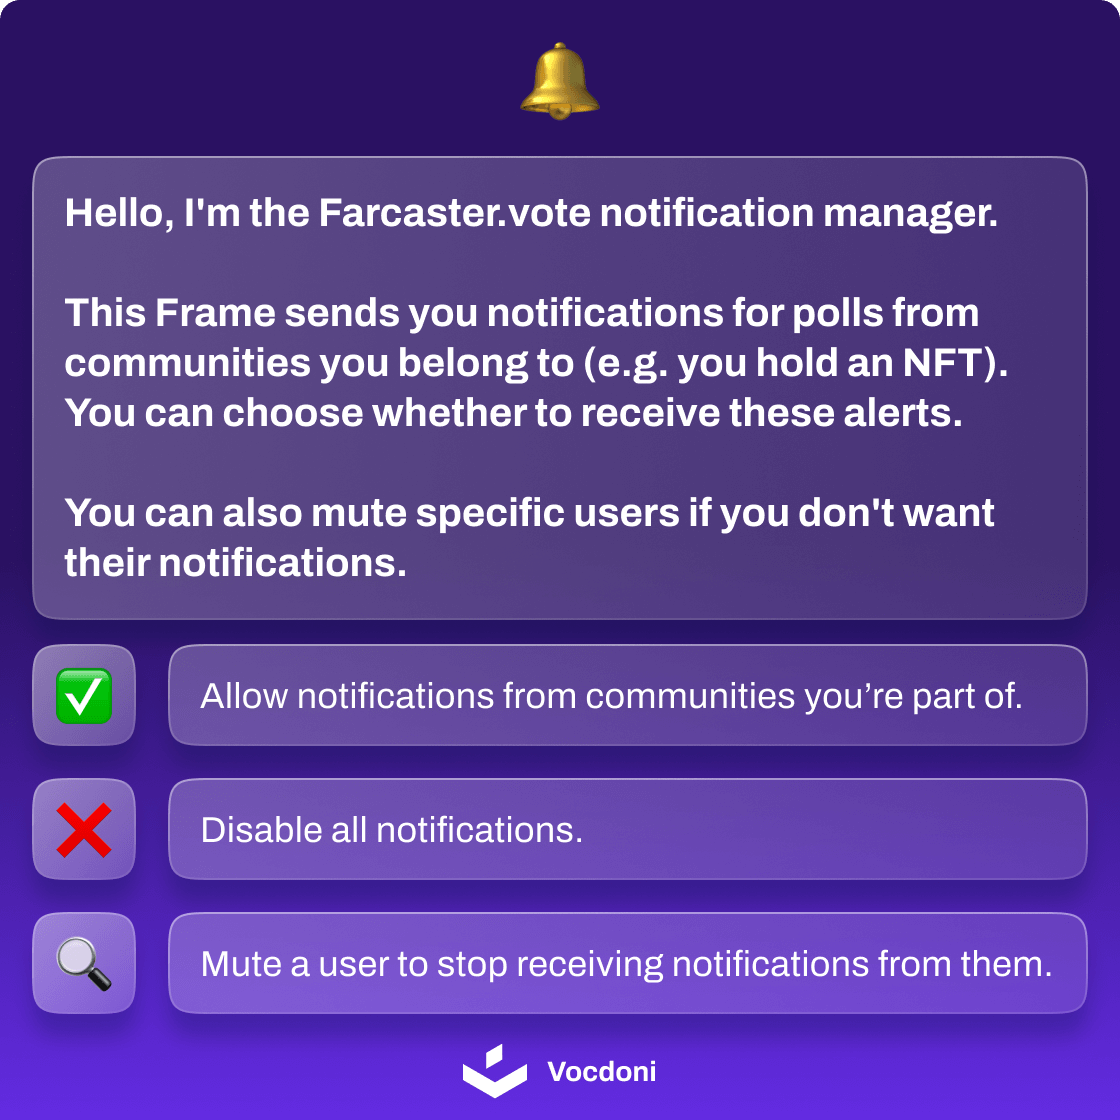 Hello, I'm the Farcaster.vote notification manager.
This Frame sends you notifications for polls from
communities you belong to (e.g. you hold an NFT).
You can choose whether to receive these alerts.
You can also mute specific users if you don't want
their notifications.
Allow notifications from communities you’re part of.
Disable all notifications.
Mute a user to stop receiving notifications from them.
Vocdoni